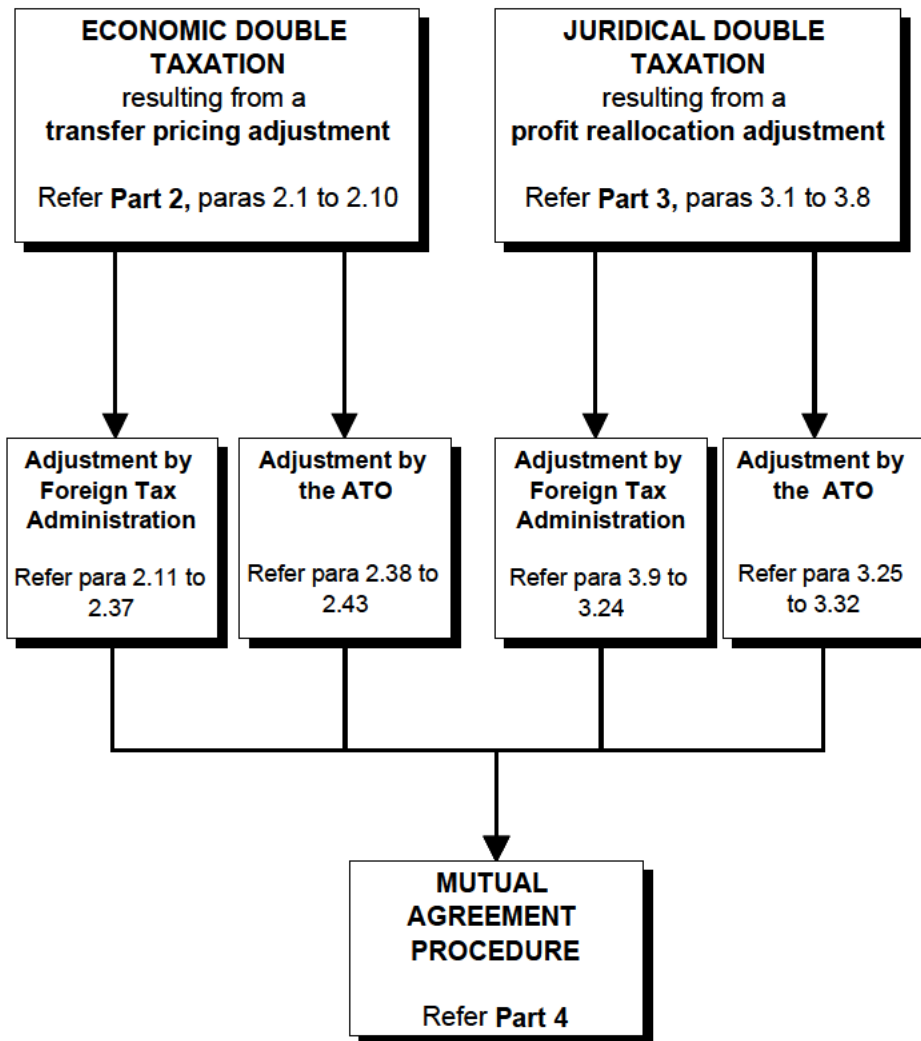 ECONOMIC DOUBLE
TAXATION
resulting from a
transfer pricing adjustment
Refer Part 2, paras 2.1 to 2.10
JURIDICAL DOUBLE
TAXATION
resulting from a
profit reallocation adjustment
Refer Part 3, paras 3.1 to 3.8
Adjustment by
Foreign Tax
Administration
Refer para 2.11 to
2.37
Adjustment by
the ATO
Refer para 2.38 to
2.43
Adjustment by
Foreign Tax
Administration
Refer para 3.9 to
3.24
Adjustment by
the ATO
Refer para 3.25
to 3.32
MUTUAL
AGREEMENT
PROCEDURE
Refer Part 4